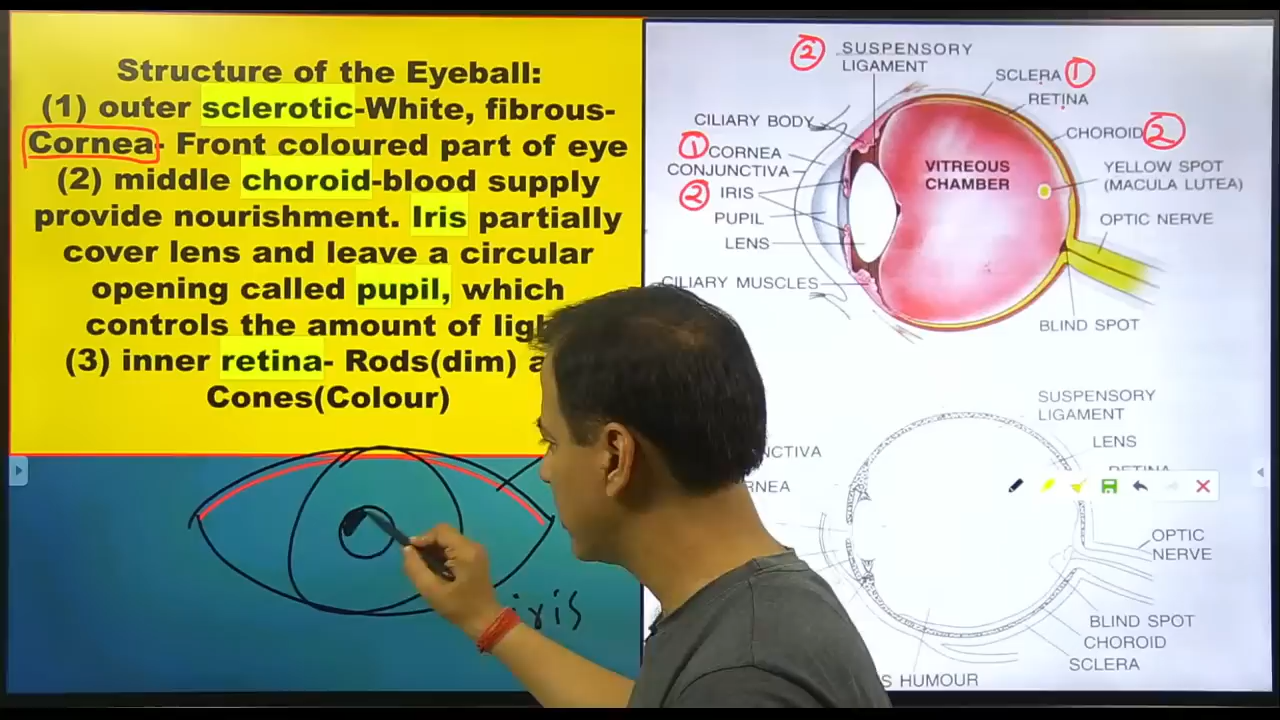 Structure of the Eyeball:
(1) outer sclerotic-White, fibrous-
Cornea- Front coloured part of eye
(2) middle choroid-blood supply
provide nourishment. Iris partially
cover lens and leave a circular
opening called pupil, which
controls the amount of
(3) inner retina- Rods(dim)
Cones(Colour)
iris
② SUSPENSORY
LIGAMENT
SCLERA ①
RETINA
CILIARY BODY
CHOROID ②
① CORNEA
CONJUNCTIVA
② IRIS
PUPIL
LENS
CILIARY MUSCLES
VITREOUS
CHAMBER
YELLOW SPOT
(MACULA LUTEA)
OPTIC NERVE
BLIND SPOT
SUSPENSORY
LIGAMENT
LENS
OPTIC
NERVE
BLIND SPOT
CHOROID
SCLERA
HUMOUR